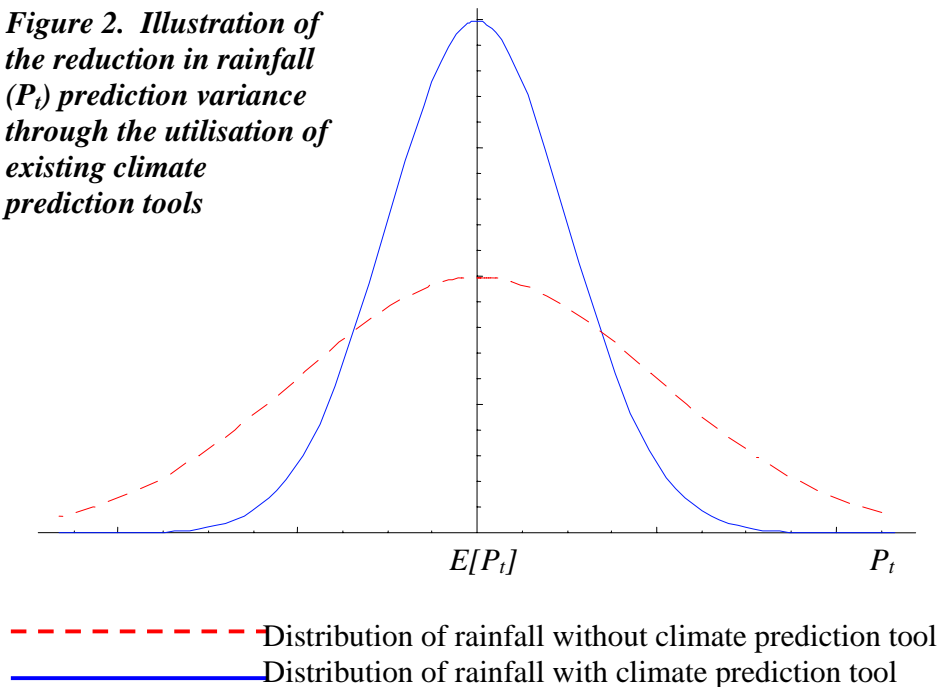 Figure 2. Illustration of
the reduction in rainfall
(Pt) prediction variance
through the utilisation of
existing climate
prediction tools
E[Pt]
Pt
Distribution of rainfall without climate prediction tool
Distribution of rainfall with climate prediction tool